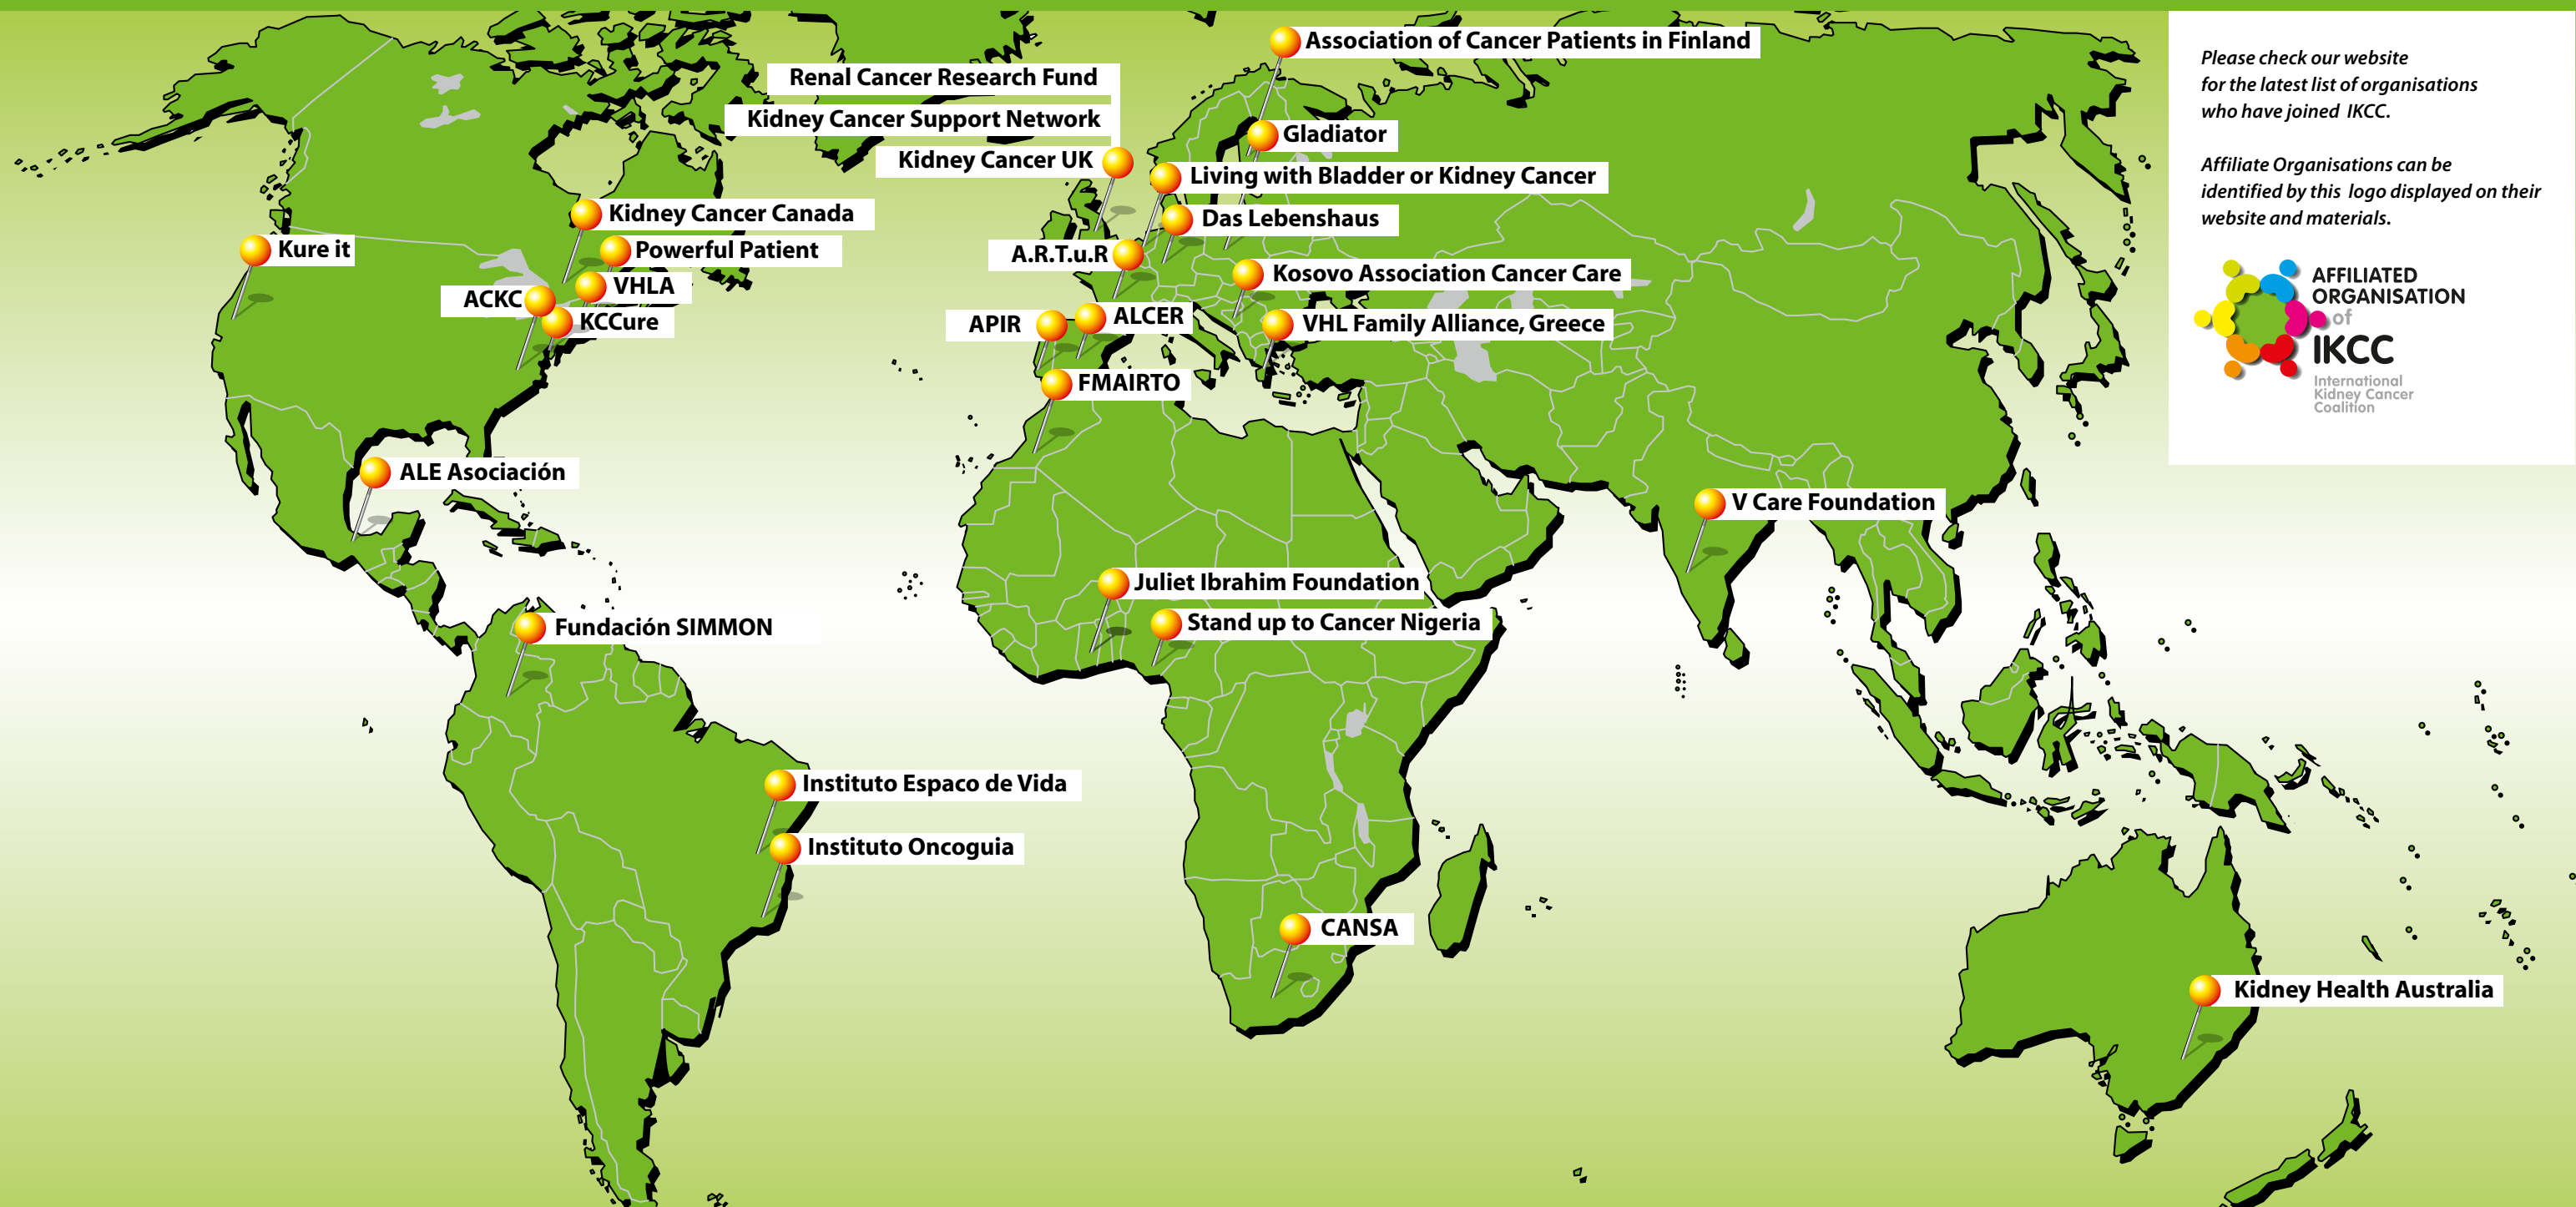 Association of Cancer Patients in Finland
Renal Cancer Research Fund
Kidney Cancer Support Network
Gladiator
Kidney Cancer UK
Living with Bladder or Kidney Cancer
Kidney Cancer Canada
Das Lebenshaus
Kure it
Powerful Patient
A.R.T.u.R
Kosovo Association Cancer Care
VHLA
ACKC
KCCure
APIR
ALCER
VHL Family Alliance, Greece
FMAIRTO
ALE Asociación
V Care Foundation
Juliet Ibrahim Foundation
Stand up to Cancer Nigeria
Fundación SIMMON
Instituto Espaco de Vida
Instituto Oncoguia
CANSA
Kidney Health Australia
Please check our website
for the latest list of organisations
who have joined IKCC.
Affiliate Organisations can be
identified by this logo displayed on their
website and materials.
AFFILIATED
ORGANISATION
of
IKCC
International
Kidney Cancer
Coalition